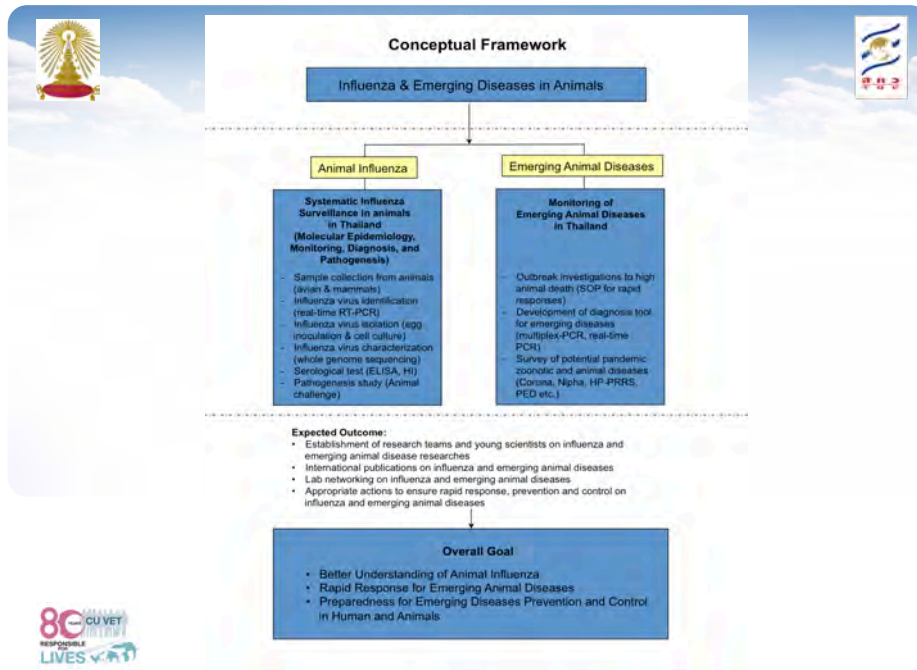 Conceptual Framework
Influenza & Emerging Diseases in Animals
Animal Influenza
Systematic Influenza
Surveillance in animals
in Thailand
(Molecular Epidemiology,
Monitoring, Diagnosis, and
Pathogenesis)
- Sample collection from animals
(avian & mammals)
- Influenza virus identification
(real-time RT-PCR)
- Influenza virus isolation (egg
inoculation & cell culture)
- Influenza virus characterization
(whole genome sequencing)
- Serological test (ELISA, HI)
- Pathogenesis study (Animal
challenge)
Emerging Animal Diseases
Monitoring of
Emerging Animal Diseases
in Thailand
- Outbreak investigations to high
animal death (SOP for rapid
responses)
- Development of diagnosis tool
for emerging diseases
(multiplex-PCR, real-time
PCR)
- Survey of potential pandemic
zoonotic and animal diseases
(Corona, Nipha, HP-PRRS,
PED etc.)
Expected Outcome:
• Establishment of research teams and young scientists on influenza and
emerging animal disease researches
• International publications on influenza and emerging animal diseases
• Lab networking on influenza and emerging animal diseases
• Appropriate actions to ensure rapid response, prevention and control on
influenza and emerging animal diseases
Overall Goal
• Better Understanding of Animal Influenza
• Rapid Response for Emerging Animal Diseases
• Preparedness for Emerging Diseases Prevention and Control
in Human and Animals
80 YEARS CU VET
RESPONSIBLE
FOR
LIVES